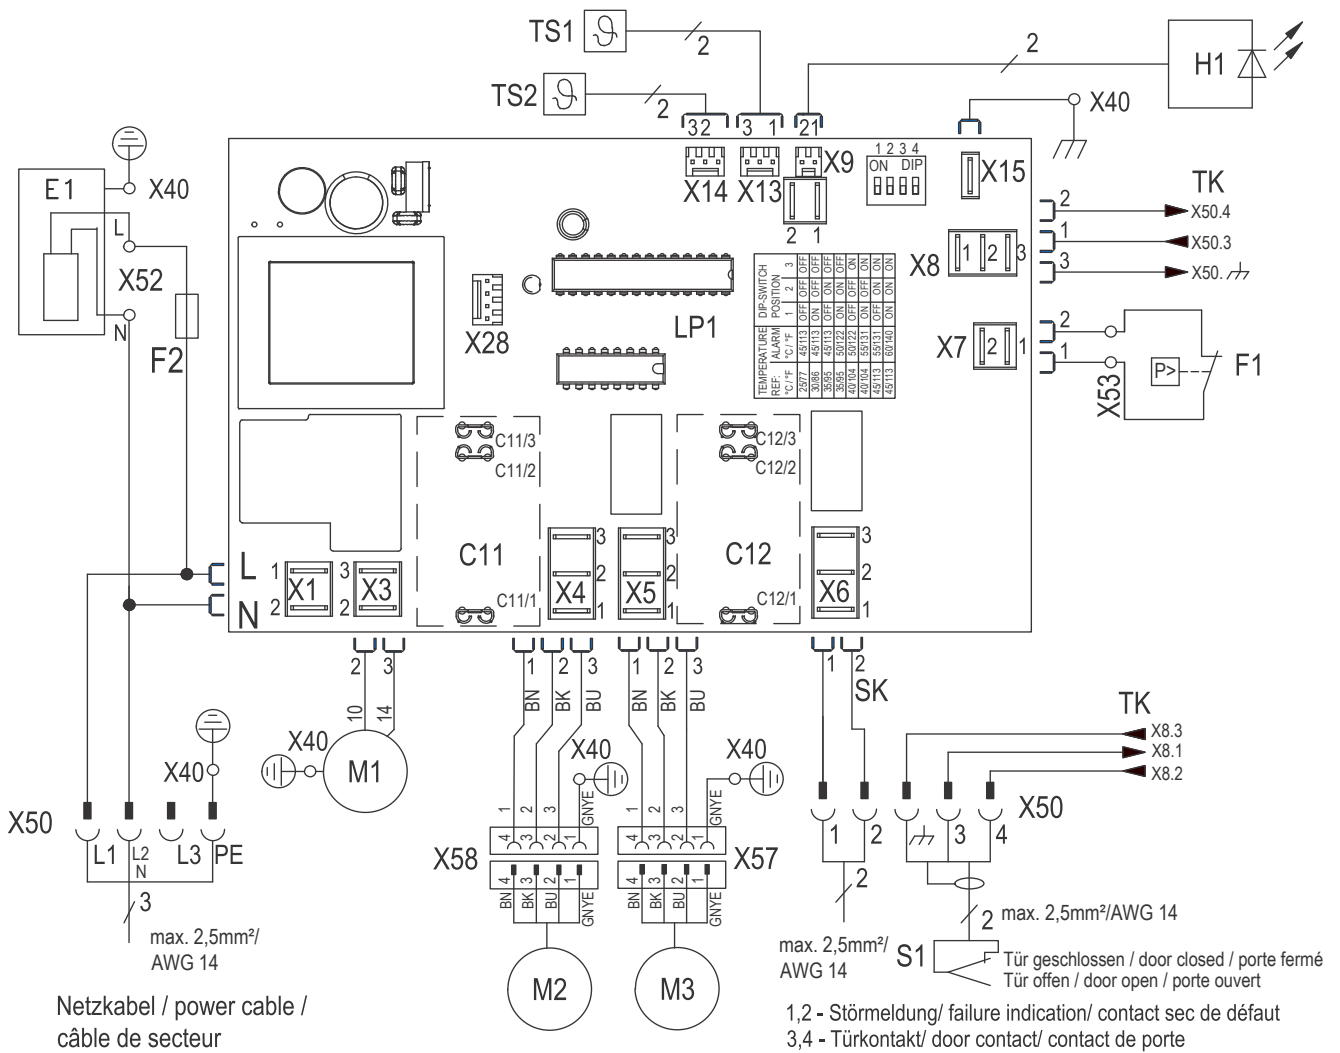 TS1
2
TS2
2
2
H1
X40
32
3 1
21
X14
X13
X9
1 2 3 4
ON DIP
X15
2 1
E1
X40
L
X52
N
F2
TK
2
X50.4
1
X50.3
3
X50.
X8
1 2 3
X7
2 1
2
1
X53
P>
F1
X28
LP1
DIP-SWITCH
POSITION
1 2 3
TEMPERATURE
REF. ALARM
°C/°F °C/°F
25/77 45/113 OFF OFF OFF
30/86 45/113 ON OFF OFF
35/95 45/113 OFF ON OFF
35/95 50/122 ON ON OFF
40/104 50/122 OFF OFF ON
40/104 55/131 ON OFF ON
45/113 55/131 OFF ON ON
45/113 60/140 ON ON ON
C11/3
C11/2
C11
C11/1
C12/3
C12/2
C12
C12/1
L
N
1
2
X1
3
2
X3
3
2
1
X4
3
2
1
X5
3
2
1
X6
2 3
10 14
X40
M1
1 2 3
BN BK BU
1 2 3
BN BK BU
1 2
SK
X40
X50
L1
L2
N
L3
PE
3
max. 2,5mm²/
AWG 14
Netzkabel / power cable /
câble de secteur
X40
1 2 3 GNYE
4 3 2 1
X58
4 3 2 1
BN BK BU GNYE
M2
X40
1 2 3 GNYE
4 3 2 1
X57
4 3 2 1
BN BK BU GNYE
M3
TK
X8.3
X8.1
X8.2
X50
1 2 3 4
2
max. 2,5mm²/
AWG 14
2
max. 2,5mm²/AWG 14
S1
Tür geschlossen / door closed / porte fermé
Tür offen / door open / porte ouvert
1,2 - Störmeldung/ failure indication/ contact sec de défaut
3,4 - Türkontakt/ door contact/ contact de porte